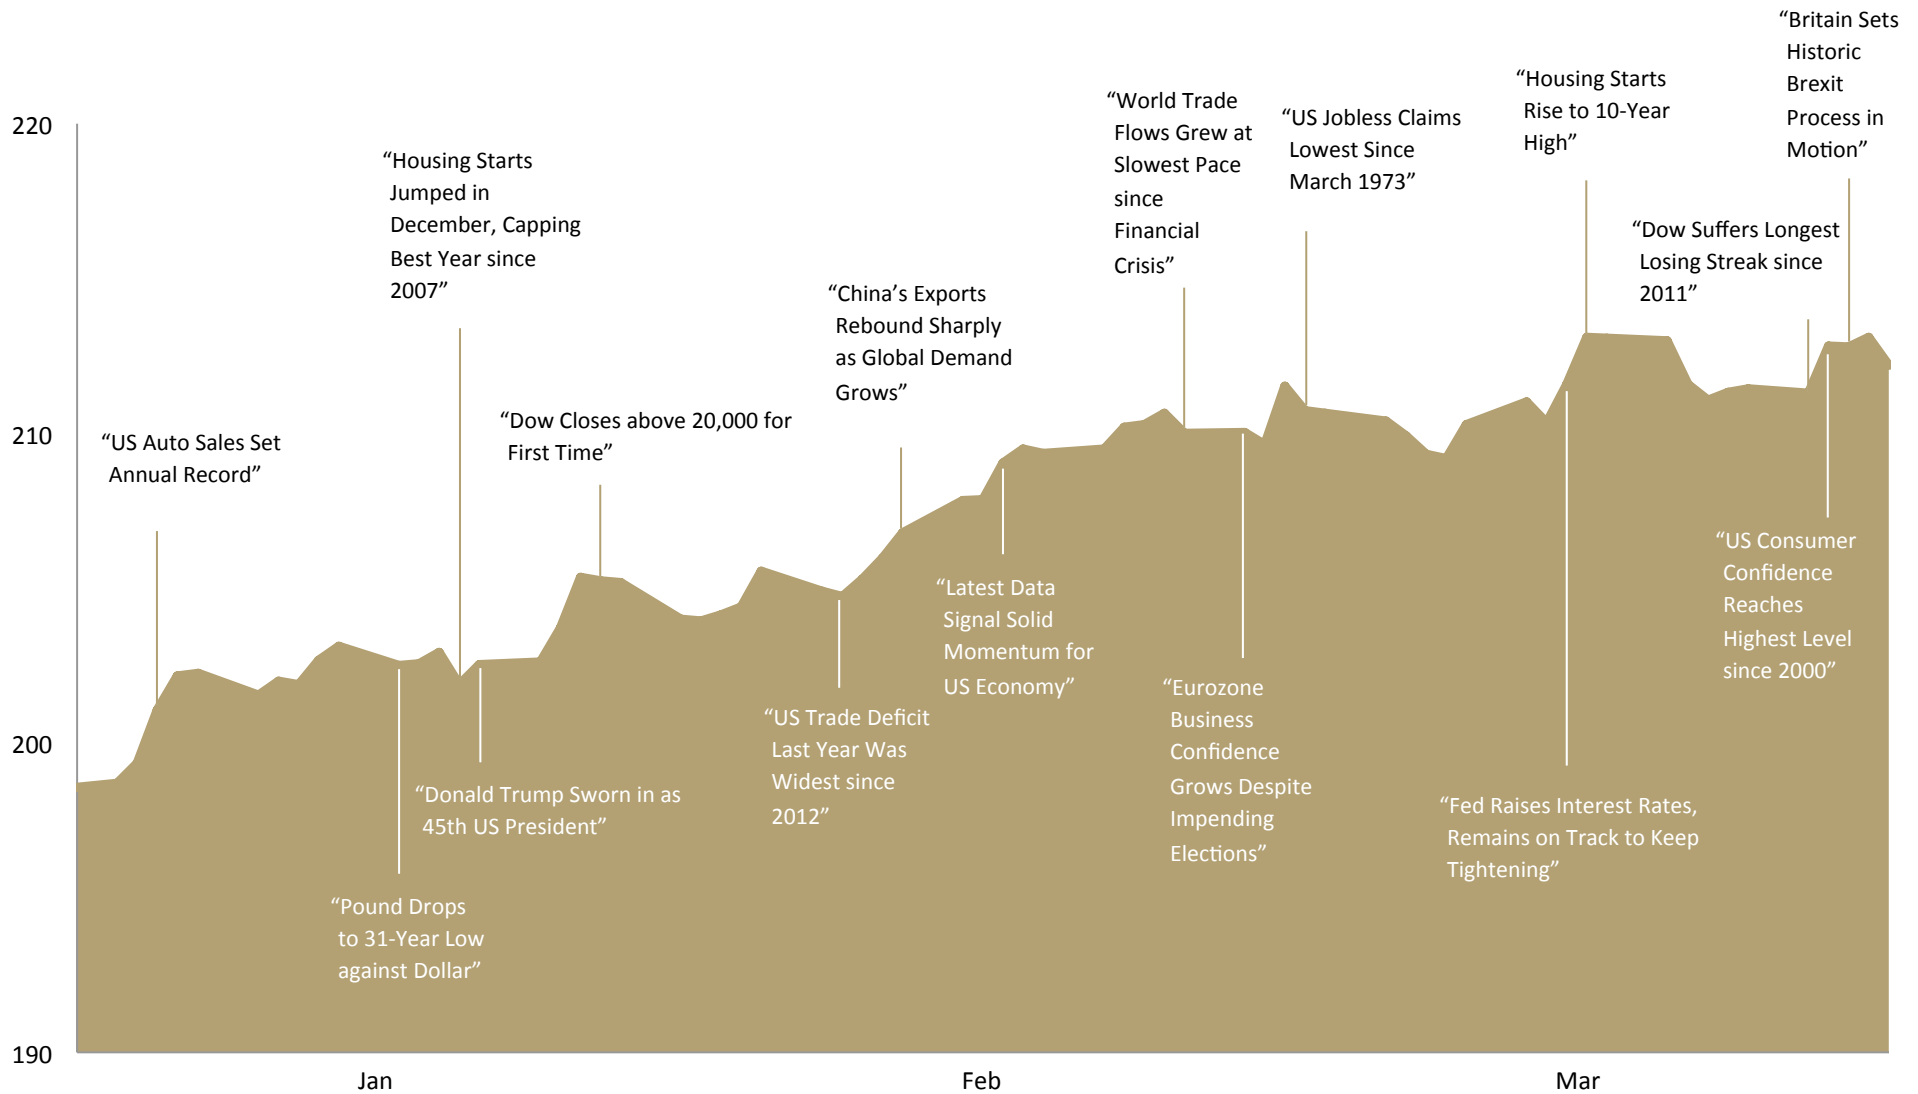 “Britain Sets
Historic
Brexit
Process in
Motion”
“Housing Starts
Rise to 10-Year
High”
“World Trade
Flows Grew at
Slowest Pace
since
Financial
Crisis”
“US Jobless Claims
Lowest Since
March 1973”
220
“Housing Starts
Jumped in
December, Capping
Best Year since
2007”
“Dow Suffers Longest
Losing Streak since
2011”
“China’s Exports
Rebound Sharply
as Global Demand
Grows”
“Dow Closes above 20,000 for
First Time”
210
“US Auto Sales Set
Annual Record”
“US Consumer
Confidence
Reaches
Highest Level
since 2000”
“Latest Data
Signal Solid
Momentum for
US Economy”
“Eurozone
Business
Confidence
Grows Despite
Impending
Elections”
“US Trade Deficit
Last Year Was
Widest since
2012”
200
“Donald Trump Sworn in as
45th US President”
“Fed Raises Interest Rates,
Remains on Track to Keep
Tightening”
“Pound Drops
to 31-Year Low
against Dollar”
190
Jan
Feb
Mar